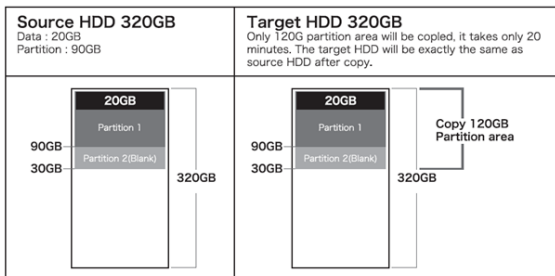 Source HDD 320GB
Data : 20GB
Partition : 90GB
Target HDD 320GB
Only 120G partition area will be copled, it takes only 20
minutes. The target HDD will be exactly the same as
source HDD after copy.
20GB
Partition 1
90GB
Partition 2(Blank)
30GB
320GB
20GB
Partition 1
90GB
Partition 2(Blank)
30GB
320GB
Copy 120GB
Partition area